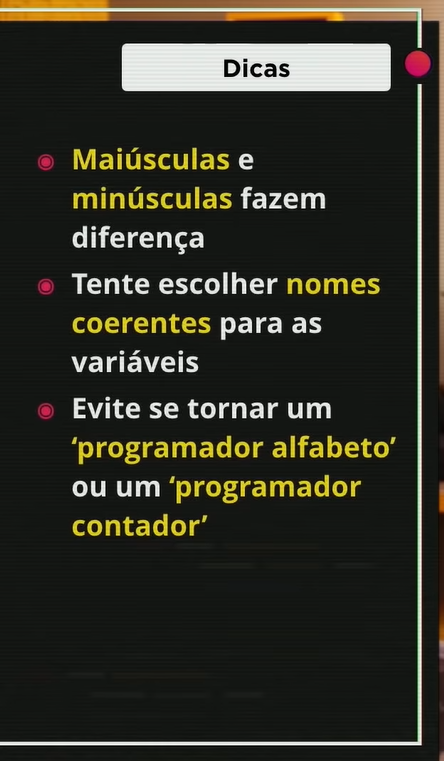 Dicas
Maiúsculas e
minúsculas fazem
diferença
Tente escolher nomes
coerentes para as
variáveis
Evite se tornar um
‘programador alfabeto’
ou um ‘programador
contador’